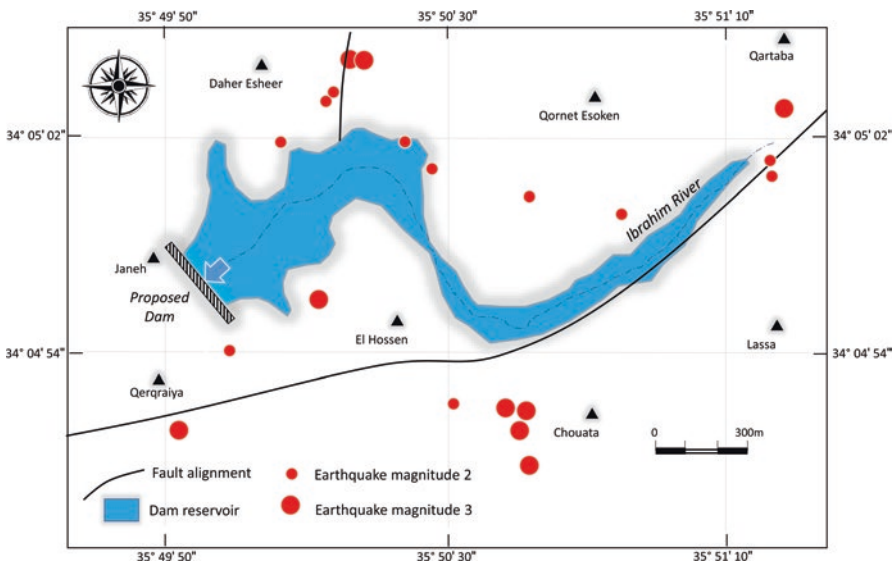 35° 49' 50"
35° 50' 30"
35° 51' 10"
Qartaba
Daher Esheer
Qornet Esoken
34° 05' 02"
34° 05' 02"
Ibrahim River
Janeh
Proposed
Dam
El Hossen
Lassa
34° 04' 54"
34° 04' 54"
Qerqraiya
Chouata
0
300m
Fault alignment
Earthquake magnitude 2
Dam reservoir
Earthquake magnitude 3
35° 49' 50"
35° 50' 30"
35° 51' 10"